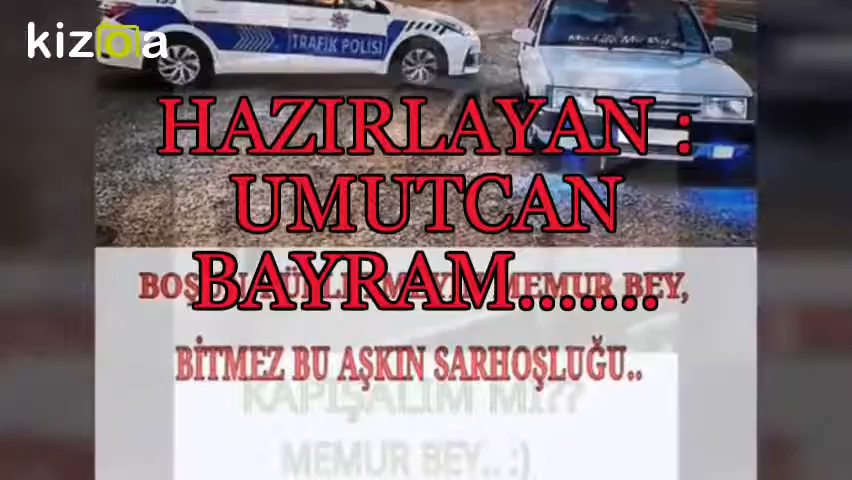 kizoa
TRAFİK POLİSİ
HAZIRLAYAN :
UMUTCAN
BAYRAM.......
MEMUR BEY,
BİTMEZ BU AŞKIN SARHOŞLUĞU..
KAPIŞALIM MI??
MEMUR BEY.. :)